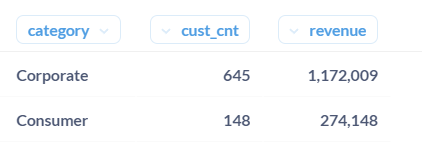 category cust_cnt revenue
Corporate 645 1,172,009
Consumer 148 274,148